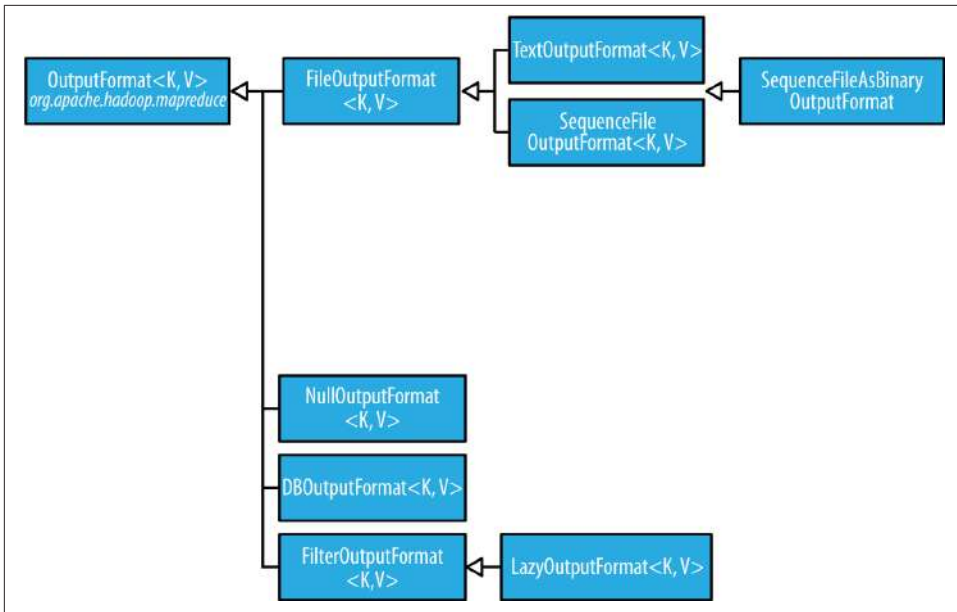 OutputFormat<K, V>
org.apache.hadoop.mapreduce
FileOutputFormat
<K, V>
TextOutputFormat<K, V>
SequenceFile
OutputFormat<K, V>
SequenceFileAsBinary
OutputFormat
NullOutputFormat
<K, V>
DBOutputFormat<K, V>
FilterOutputFormat
<K,V>
LazyOutputFormat<K, V>